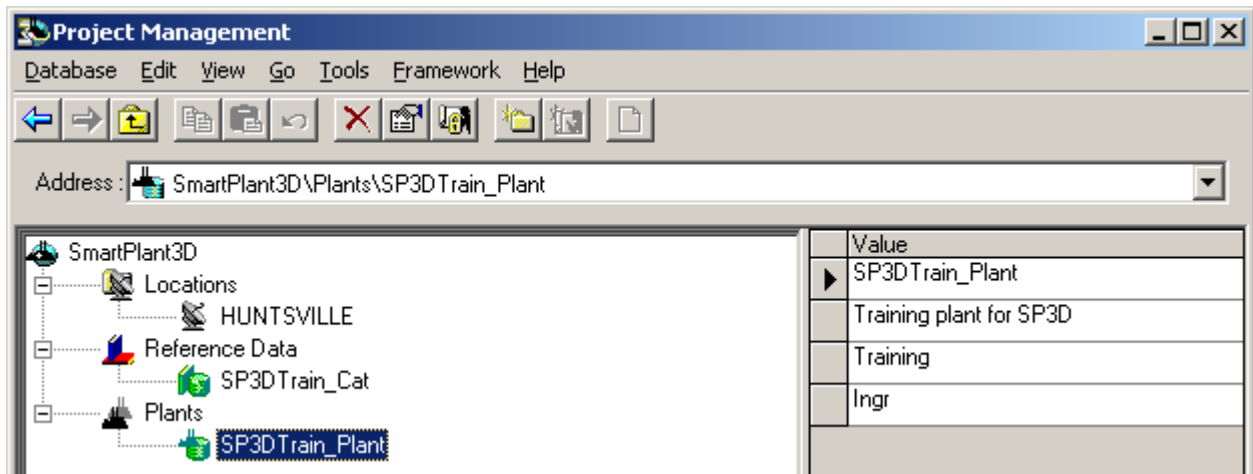 Project Management
Database Edit View Go Tools Framework Help
Address : SmartPlant3D\Plants\SP3DTrain_Plant
SmartPlant3D
Locations
HUNTSVILLE
Reference Data
SP3DTrain_Cat
Plants
SP3DTrain_Plant
Value
SP3DTrain_Plant
Training plant for SP3D
Training
Ingr